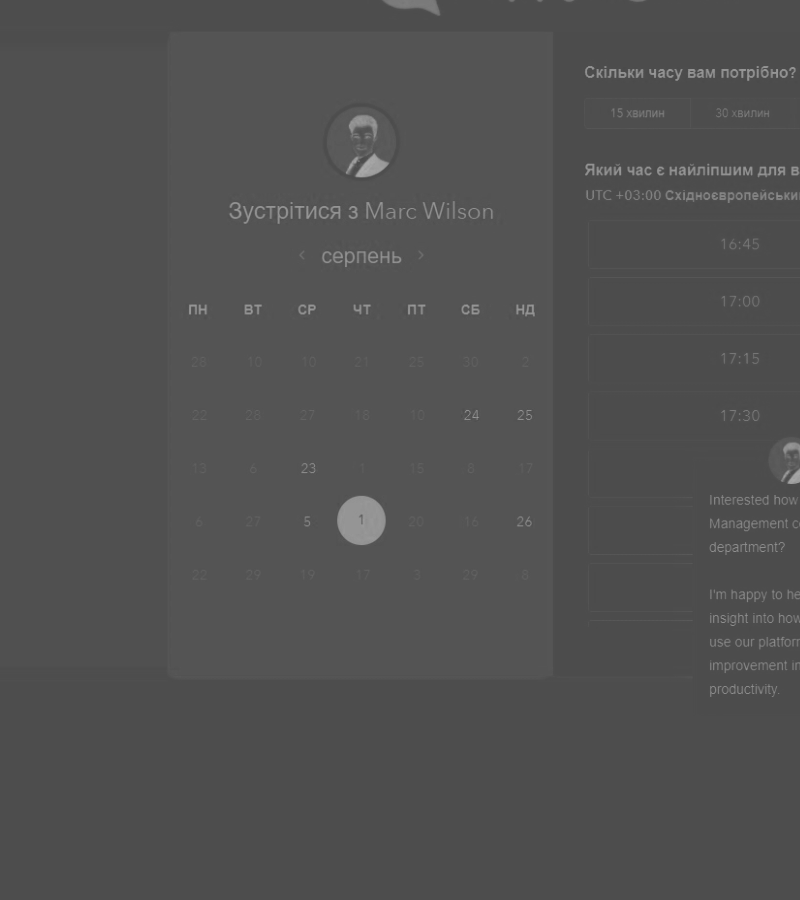 Зустрітися з Marc Wilson
‹ серпень ›
ПН ВТ СР ЧТ ПТ СБ НД
28 10 10 21 25 30 2
22 28 27 18 10 24 25
13 6 23 1 15 8 17
6 27 5 1 20 16 26
22 29 19 17 3 29 8
Скільки часу вам потрібно?
15 хвилин 30 хвилин
Який час є найліпшим для в
UTC +03:00 Східноєвропейськи
16:45
17:00
17:15
17:30
Interested how
Management co
department?
I'm happy to he
insight into how
use our platfor
improvement in
productivity.